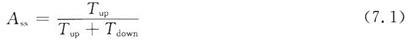 A_ss = T_up / (T_up + T_down) (7.1)